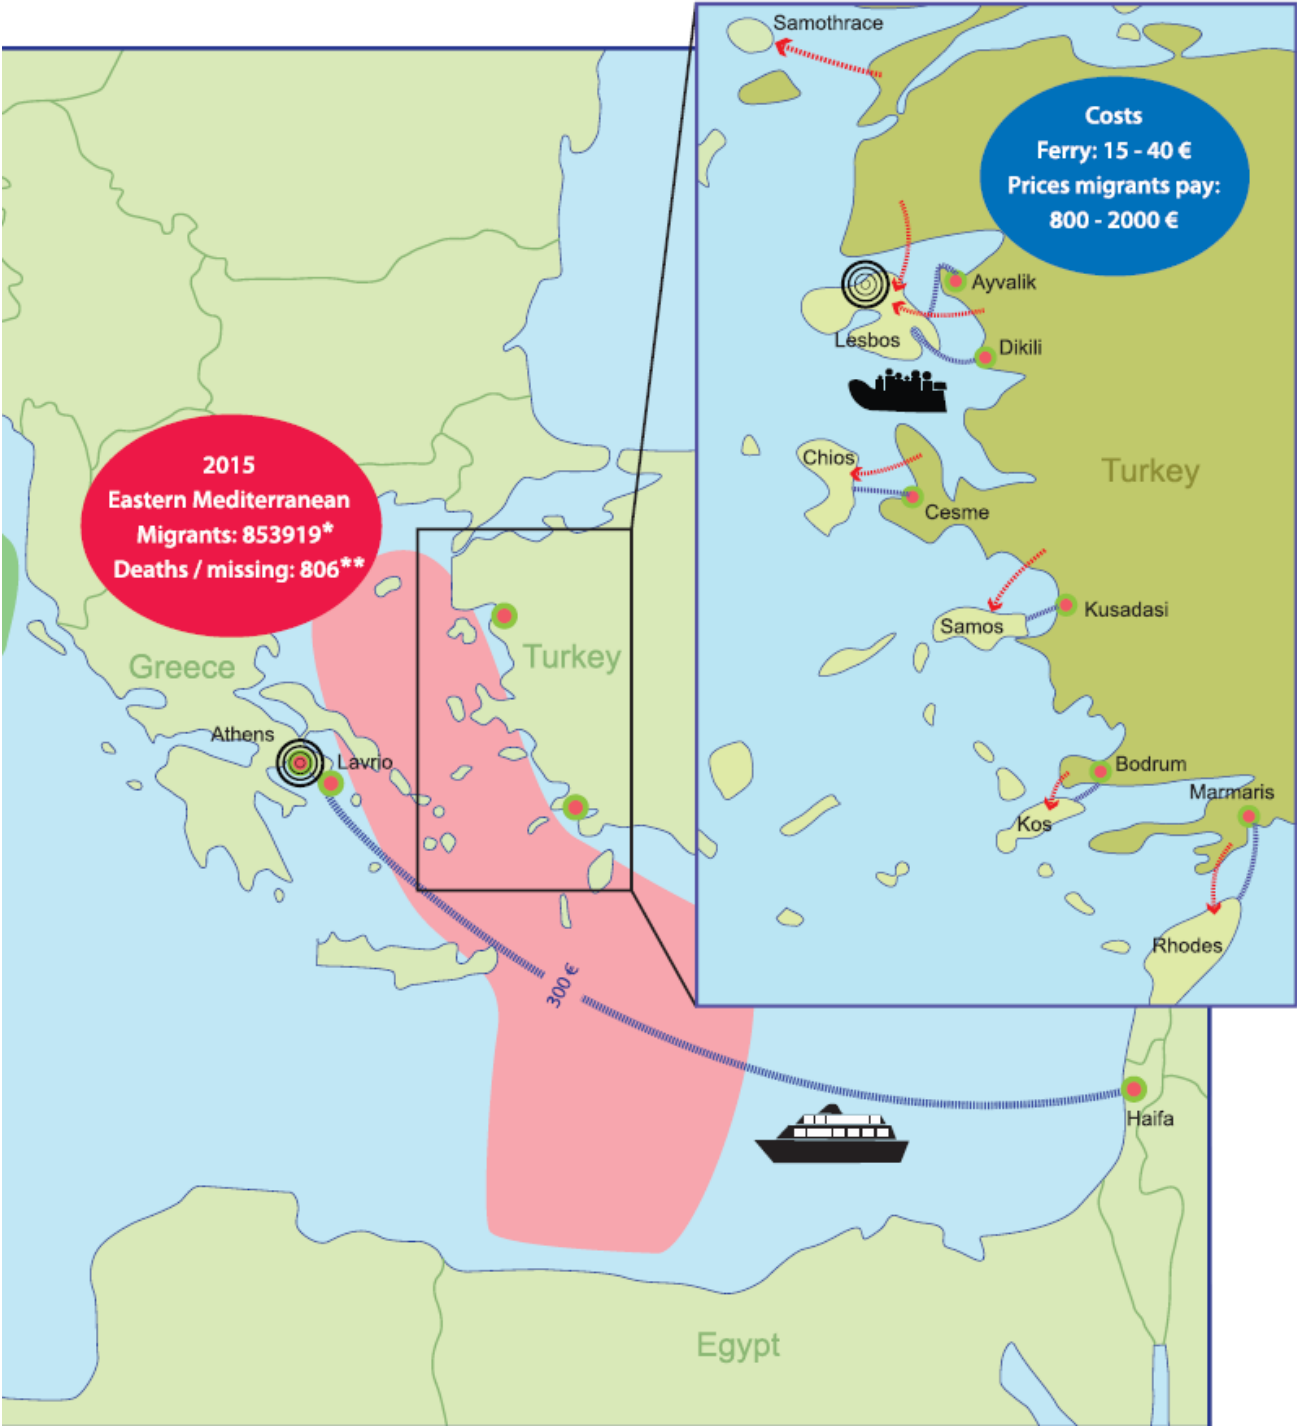 Samothrace
Costs
Ferry: 15 - 40 €
Prices migrants pay:
800 - 2000 €
Ayvalik
Lesbos
Dikili
Chios
Turkey
Cesme
Kusadasi
Samos
Bodrum
Marmaris
Kos
Rhodes
2015
Eastern Mediterranean
Migrants: 853919*
Deaths / missing: 806**
Greece
Turkey
Athens
Lavrio
300 €
Haifa
Egypt